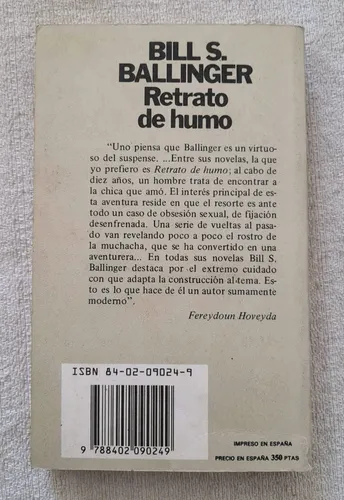 BILL S.
BALLINGER
Retrato
de humo
"Uno piensa que Ballinger es un virtuo-
so del suspense. ...Entre sus novelas, la que
yo prefiero es Retrato de humo; al cabo de
diez años, un hombre trata de encontrar a
la chica que amó. El interés principal de es-
ta aventura reside en que el resorte es ante
todo un caso de obsesión sexual, de fijación
desenfrenada. Una serie de vueltas al pasa-
do van revelando poco a poco el rostro de
la muchacha, que se ha convertido en una
aventurera... En todas sus novelas Bill S.
Ballinger destaca por el extremo cuidado
con que adapta la construcción al·tema. Es-
to es lo que hace de él un autor sumamente
moderno".
Fereydoun Hoveyda
ISBN 84-02-09024-9
9 788402 090249
IMPRESO EN ESPAÑA
PRECIO EN ESPAÑA 350 PTAS